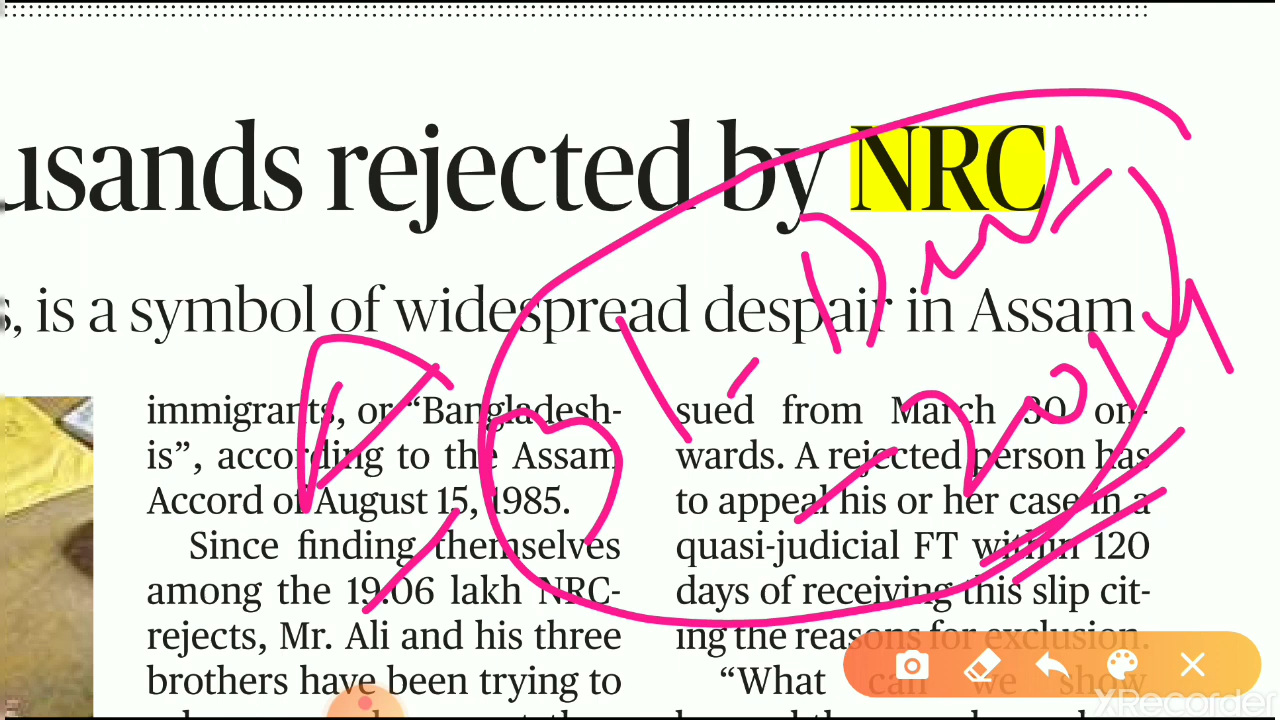 usands rejected by NRC
s, is a symbol of widespread despair in Assam
immigrants, or “Bangladesh-
is”, according to the Assam
Accord of August 15, 1985.
Since finding themselves
among the 19.06 lakh NRC-
rejects, Mr. Ali and his three
brothers have been trying to
sued from March 30 on-
wards. A rejected person has
to appeal his or her case in a
quasi-judicial FT within 120
days of receiving this slip cit-
ing the reasons for exclusion.
“What can we show
XRecorder